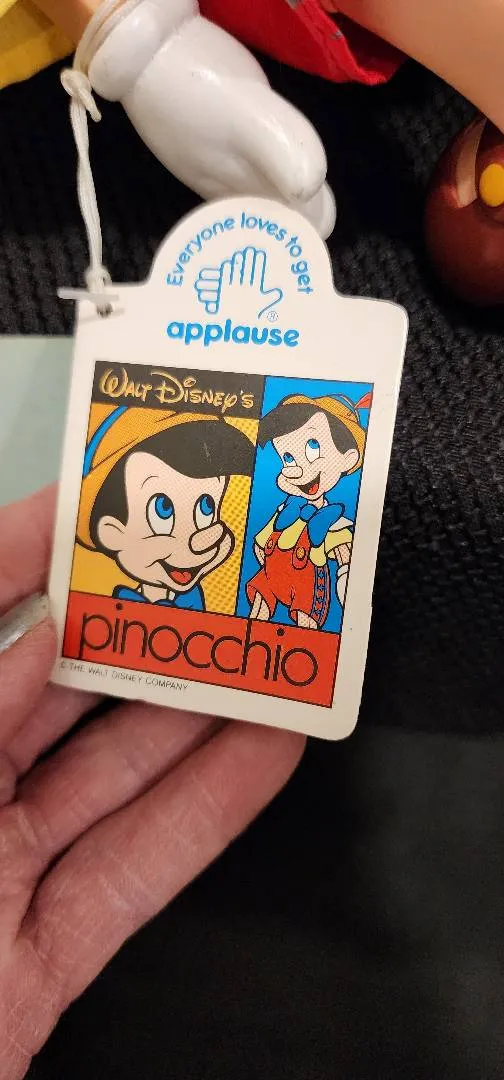 Everyone loves to get
applause
WALT DISNEY'S
pinocchio
© THE WALT DISNEY COMPANY